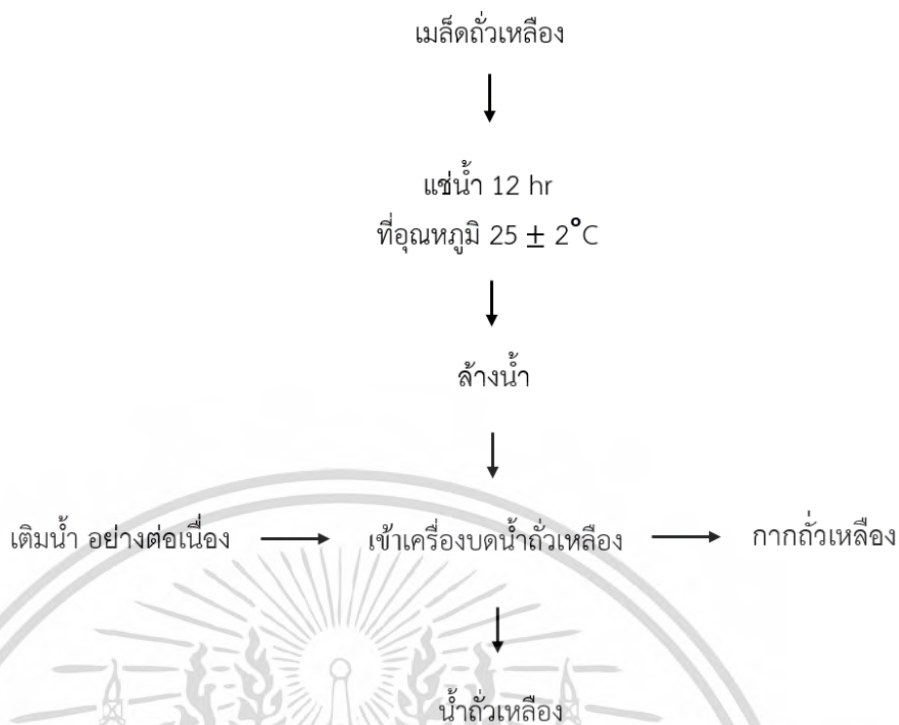 เมล็ดถั่วเหลือง
แช่น้ำ 12 hr
ที่อุณหภูมิ 25 ± 2°C
ล้างน้ำ
เติมน้ำ อย่างต่อเนื่อง เข้าเครื่องบดน้ำถั่วเหลือง กากถั่วเหลือง
น้ำถั่วเหลือง